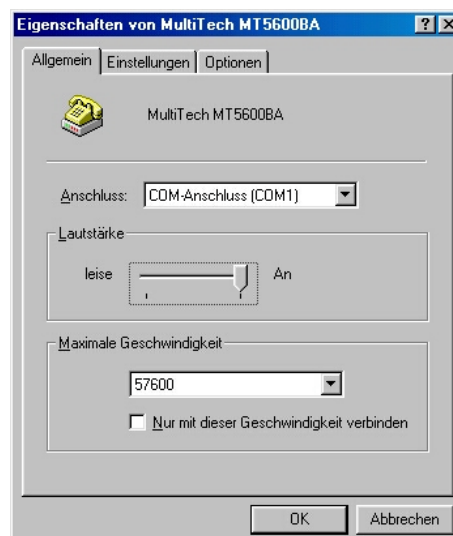 Eigenschaften von MultiTech MT5600BA
Allgemein Einstellungen Optionen
MultiTech MT5600BA
Anschluss: COM-Anschluss (COM1)
Lautstärke
leise An
Maximale Geschwindigkeit
57600
Nur mit dieser Geschwindigkeit verbinden
OK Abbrechen